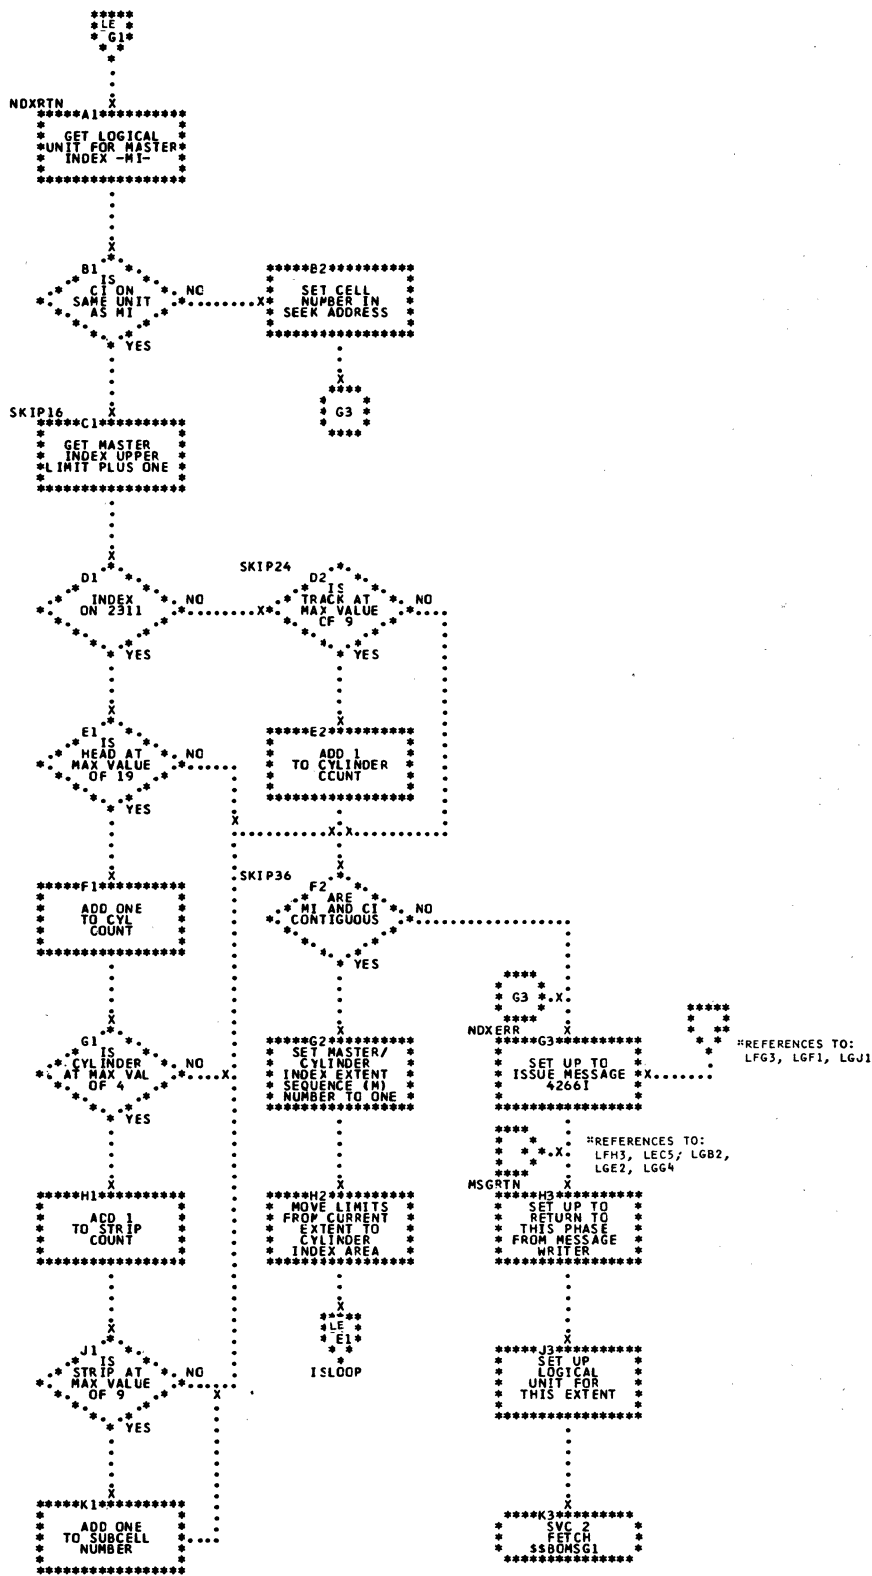 LE
G1
NDXRTN
A1
GET LOGICAL
UNIT FOR MASTER
INDEX -MI-
B1
IS
CI ON
SAME UNIT
AS MI
NO
YES
B2
SET CELL
NUMBER IN
SEEK ADDRESS
G3
SKIP16
C1
GET MASTER
INDEX UPPER
LIMIT PLUS ONE
D1
INDEX
ON 2311
NO
YES
SKIP24
D2
IS
TRACK AT
MAX VALUE
CF 9
NO
YES
E1
IS
HEAD AT
MAX VALUE
OF 19
NO
YES
E2
ADD 1
TO CYLINDER
CCUNT
F1
ADD ONE
TO CYL
COUNT
SKIP36
F2
ARE
MI AND CI
CONTIGUOUS
NO
YES
G3
G1
IS
CYLINDER
AT MAX VAL
OF 4
NO
YES
G2
SET MASTER/
CYLINDER
INDEX EXTENT
SEQUENCE (M)
NUMBER TO ONE
NDXERR
G3
SET UP TO
ISSUE MESSAGE
4266I
*REFERENCES TO:
LFG3, LGF1, LGJ1
*REFERENCES TO:
LFH3, LEC5, LGB2,
LGE2, LGG4
H1
ACD 1
TO STRIP
COUNT
H2
MOVE LIMITS
FROM CURRENT
EXTENT TO
CYLINDER
INDEX AREA
MSGRTN
H3
SET UP TO
RETURN TO
THIS PHASE
FROM MESSAGE
WRITER
LE
E1
ISLOOP
J1
IS
STRIP AT
MAX VALUE
OF 9
NO
YES
J3
SET UP
LOGICAL
UNIT FOR
THIS EXTENT
K1
ADD ONE
TO SUBCELL
NUMBER
K3
SVC 2
FETCH
$$BOMSG1